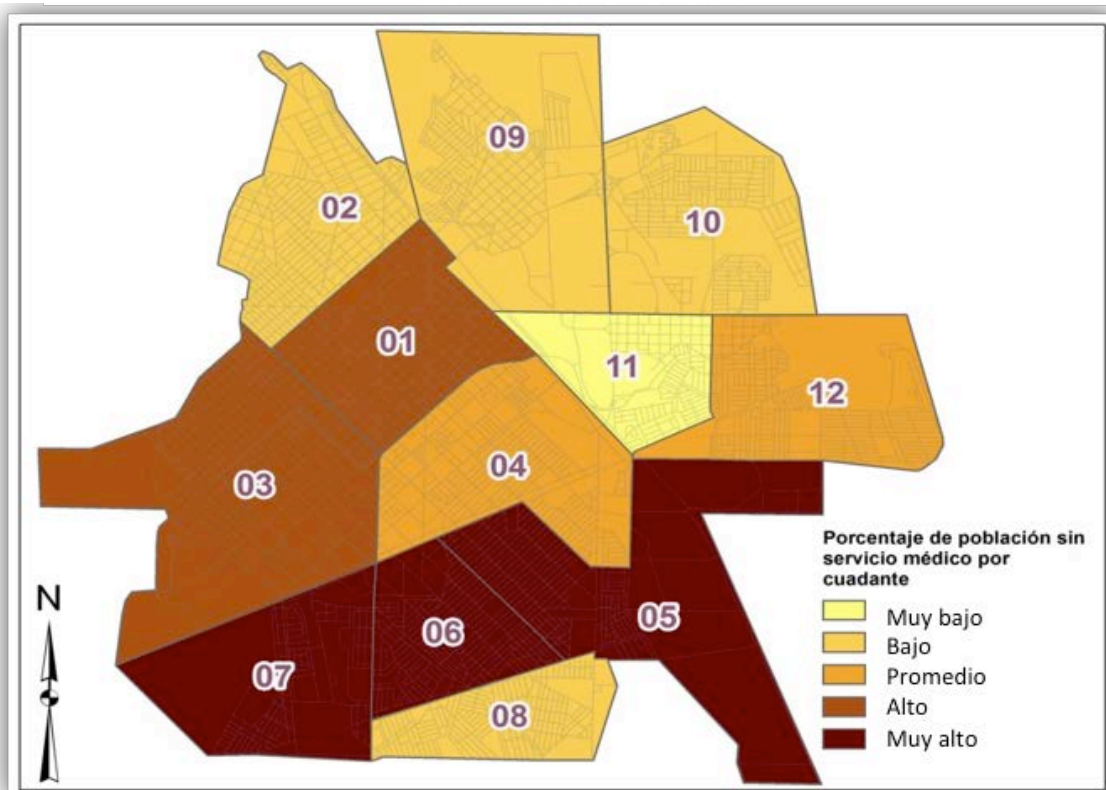 09
02
10
01
11
12
04
03
Porcentaje de población sin
servicio médico por
cuadante
Muy bajo
Bajo
Promedio
Alto
Muy alto
N
05
06
07
08